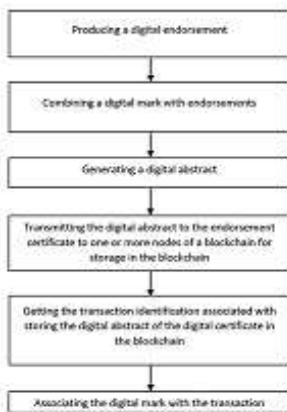 Producing a digital endorsement
Combining a digital mark with endorsements
Generating a digital abstract
Transmitting the digital abstract to the endorsement
certificate to one or more nodes of a blockchain for
storage in the blockchain
Getting the transaction identification associated with
storing the digital abstract of the digital certificate in
the blockchain
Associating the digital mark with the transaction